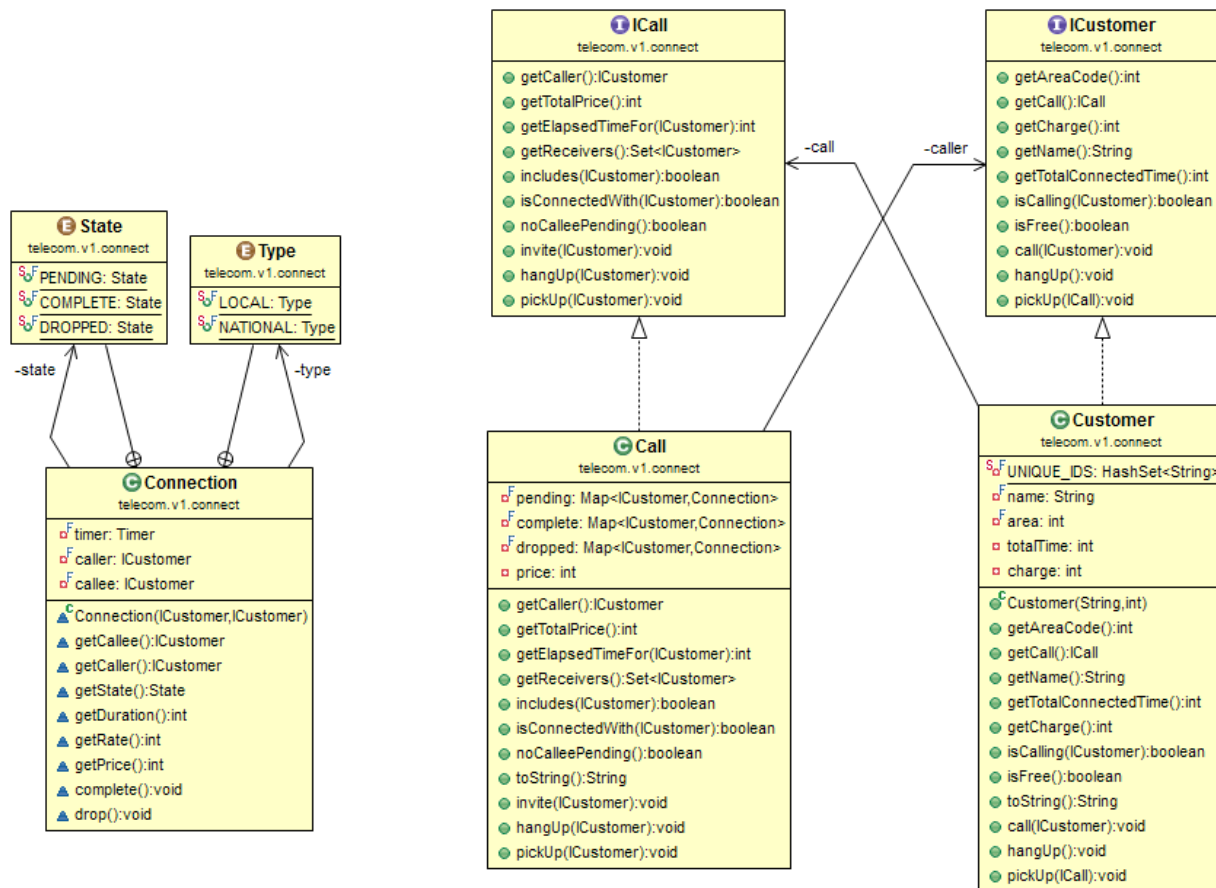 State
telecom.v1.connect
PENDING: State
COMPLETE: State
DROPPED: State
Type
telecom.v1.connect
LOCAL: Type
NATIONAL: Type
-state
-type
Connection
telecom.v1.connect
timer: Timer
caller: ICustomer
callee: ICustomer
Connection(ICustomer,ICustomer)
getCallee():ICustomer
getCaller():ICustomer
getState():State
getDuration():int
getRate():int
getPrice():int
complete():void
drop():void
ICall
telecom.v1.connect
getCaller():ICustomer
getTotalPrice():int
getElapsedTimeFor(ICustomer):int
getReceivers():Set<ICustomer>
includes(ICustomer):boolean
isConnectedWith(ICustomer):boolean
noCalleePending():boolean
invite(ICustomer):void
hangUp(ICustomer):void
pickUp(ICustomer):void
-call
-caller
ICustomer
telecom.v1.connect
getAreaCode():int
getCall():ICall
getCharge():int
getName():String
getTotalConnectedTime():int
isCalling(ICustomer):boolean
isFree():boolean
call(ICustomer):void
hangUp():void
pickUp(ICall):void
Call
telecom.v1.connect
pending: Map<ICustomer,Connection>
complete: Map<ICustomer,Connection>
dropped: Map<ICustomer,Connection>
price: int
getCaller():ICustomer
getTotalPrice():int
getElapsedTimeFor(ICustomer):int
getReceivers():Set<ICustomer>
includes(ICustomer):boolean
isConnectedWith(ICustomer):boolean
noCalleePending():boolean
toString():String
invite(ICustomer):void
hangUp(ICustomer):void
pickUp(ICustomer):void
Customer
telecom.v1.connect
UNIQUE_IDS: HashSet<String>
name: String
area: int
totalTime: int
charge: int
Customer(String,int)
getAreaCode():int
getCall():ICall
getName():String
getTotalConnectedTime():int
getCharge():int
isCalling(ICustomer):boolean
isFree():boolean
toString():String
call(ICustomer):void
hangUp():void
pickUp(ICall):void